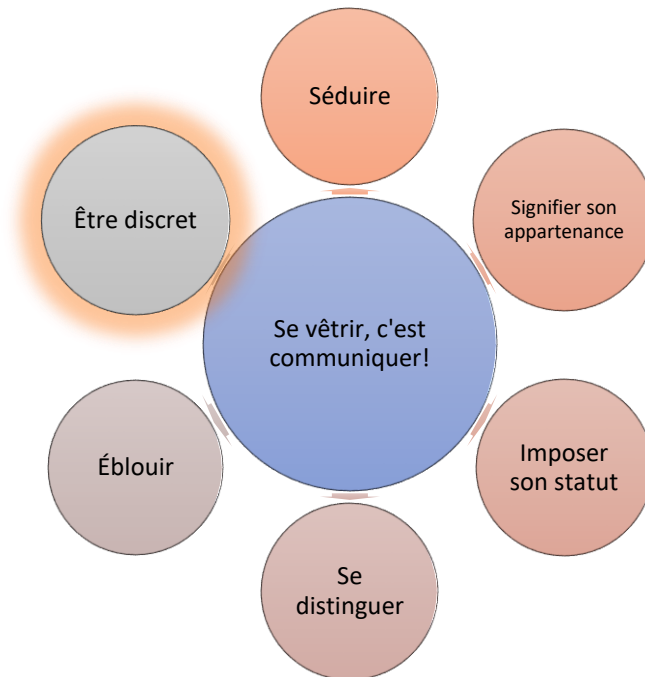 Séduire
Signifier son
appartenance
Imposer
son statut
Se
distinguer
Éblouir
Être discret
Se vêtrir, c'est
communiquer!